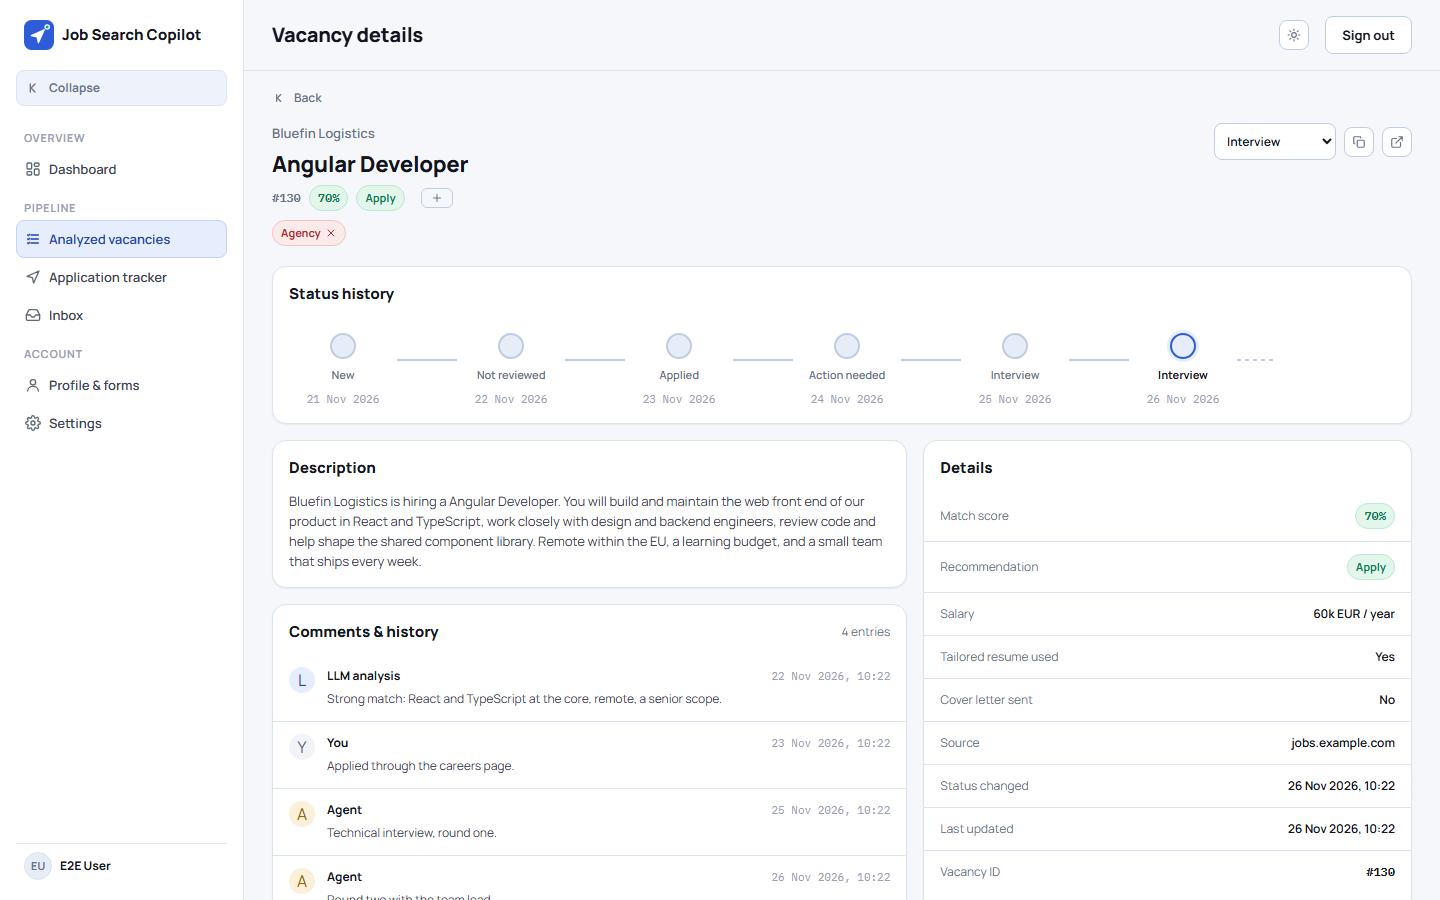 Job Search Copilot
Collapse
OVERVIEW
Dashboard
PIPELINE
Analyzed vacancies
Application tracker
Inbox
ACCOUNT
Profile & forms
Settings
EU
E2E User
Vacancy details
Sign out
Back
Bluefin Logistics
Angular Developer
#130 70% Apply
Agency
Interview
Status history
New
21 Nov 2026
Not reviewed
22 Nov 2026
Applied
23 Nov 2026
Action needed
24 Nov 2026
Interview
25 Nov 2026
Interview
26 Nov 2026
Description
Bluefin Logistics is hiring a Angular Developer. You will build and maintain the web front end of our
product in React and TypeScript, work closely with design and backend engineers, review code and
help shape the shared component library. Remote within the EU, a learning budget, and a small team
that ships every week.
Comments & history
4 entries
L
LLM analysis
22 Nov 2026, 10:22
Strong match: React and TypeScript at the core, remote, a senior scope.
Y
You
23 Nov 2026, 10:22
Applied through the careers page.
A
Agent
25 Nov 2026, 10:22
Technical interview, round one.
A
Agent
26 Nov 2026, 10:22
Round two with the team lead
Details
Match score
70%
Recommendation
Apply
Salary
60k EUR / year
Tailored resume used
Yes
Cover letter sent
No
Source
jobs.example.com
Status changed
26 Nov 2026, 10:22
Last updated
26 Nov 2026, 10:22
Vacancy ID
#130